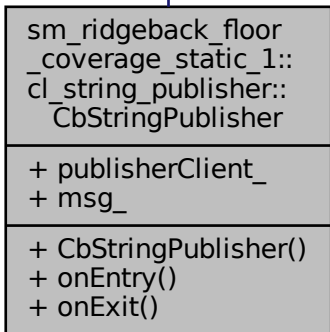 sm_ridgeback_floor
_coverage_static_1::
cl_string_publisher::
CbStringPublisher
+ publisherClient_
+ msg_
+ CbStringPublisher()
+ onEntry()
+ onExit()